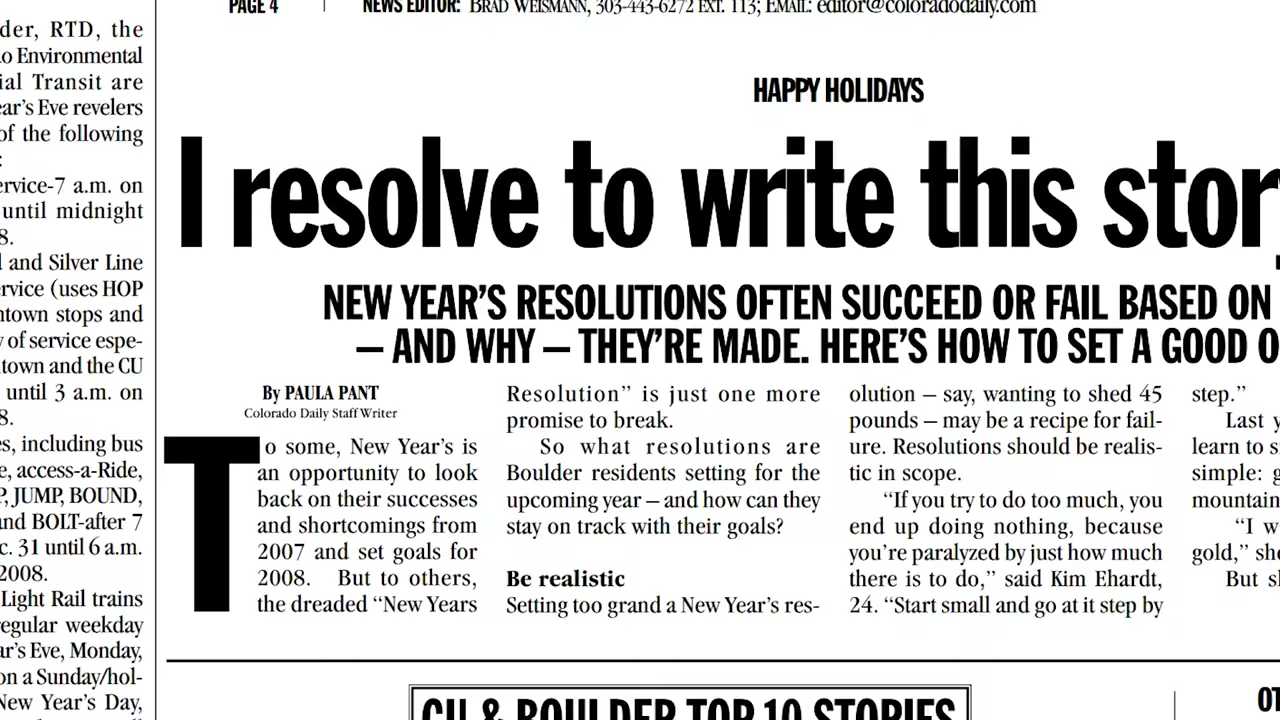 PAGE 4
NEWS EDITOR: BRAD WEISMANN, 303-443-6272 EXT. 113; EMAIL: editor@coloradodaily.com
der, RTD, the
o Environmental
ial Transit are
ear's Eve revelers
of the following
:
ervice-7 a.m. on
until midnight
8.
l and Silver Line
ervice (uses HOP
ntown stops and
y of service espe-
town and the CU
until 3 a.m. on
8.
es, including bus
e, access-a-Ride,
P, JUMP, BOUND,
and BOLT-after 7
c. 31 until 6 a.m.
2008.
Light Rail trains
regular weekday
ar's Eve, Monday,
on a Sunday/hol-
New Year's Day,
HAPPY HOLIDAYS
I resolve to write this story
NEW YEAR'S RESOLUTIONS OFTEN SUCCEED OR FAIL BASED ON
– AND WHY – THEY'RE MADE. HERE'S HOW TO SET A GOOD O
By PAULA PANT
Colorado Daily Staff Writer
To some, New Year's is
an opportunity to look
back on their successes
and shortcomings from
2007 and set goals for
2008. But to others,
the dreaded "New Years
Resolution" is just one more
promise to break.
So what resolutions are
Boulder residents setting for the
upcoming year – and how can they
stay on track with their goals?
Be realistic
Setting too grand a New Year's res-
olution – say, wanting to shed 45
pounds – may be a recipe for fail-
ure. Resolutions should be realis-
tic in scope.
"If you try to do too much, you
end up doing nothing, because
you're paralyzed by just how much
there is to do," said Kim Ehardt,
24. "Start small and go at it step by
step."
Last y
learn to s
simple: g
mountain
"I w
gold," sh
But s
CU & BOULDER TOP 10 STORIES
OT